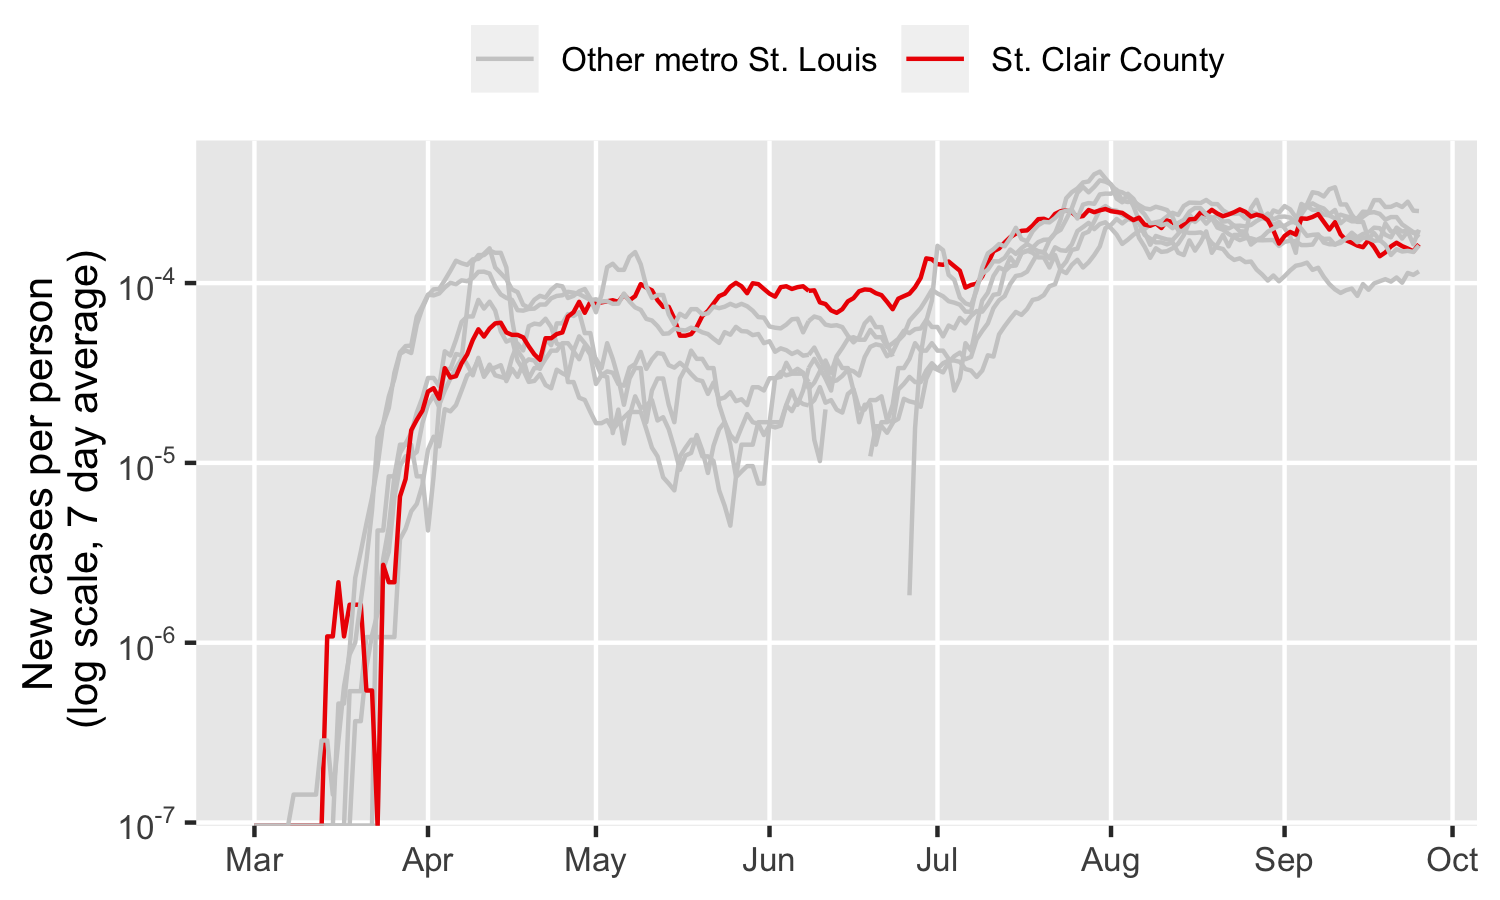 Other metro St. Louis St. Clair County
New cases per person
(log scale, 7 day average)
10⁻⁴
10⁻⁵
10⁻⁶
10⁻⁷
Mar Apr May Jun Jul Aug Sep Oct